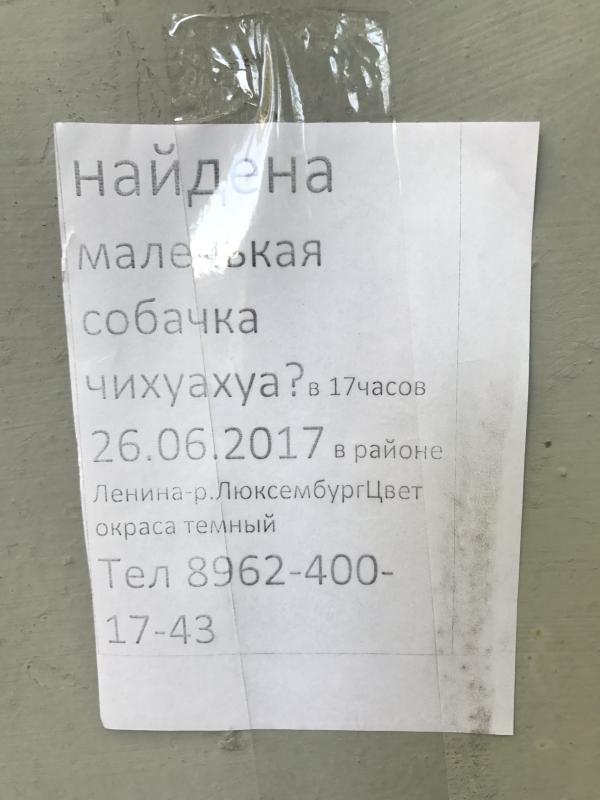 найдена
маленькая
собачка
чихуахуа?в 17часов
26.06.2017 в районе
Ленина-р.ЛюксембургЦвет
окраса темный
Тел 8962-400-
17-43